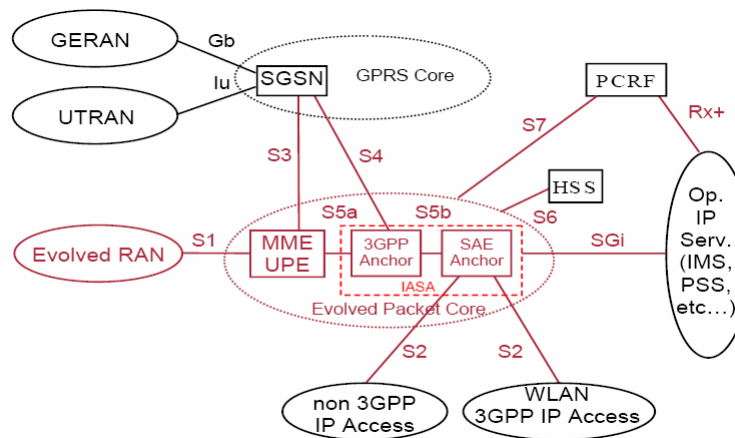 GERAN
Gb
SGSN
GPRS Core
PCRF
Iu
UTRAN
S7
Rx+
S3
S4
HSS
Op.
IP
Serv.
(IMS,
PSS,
etc...)
S5a
S5b
S6
Evolved RAN
S1
MME
UPE
3GPP
Anchor
SAE
Anchor
SGi
IASA
Evolved Packet Core
S2
S2
non 3GPP
IP Access
WLAN
3GPP IP Access